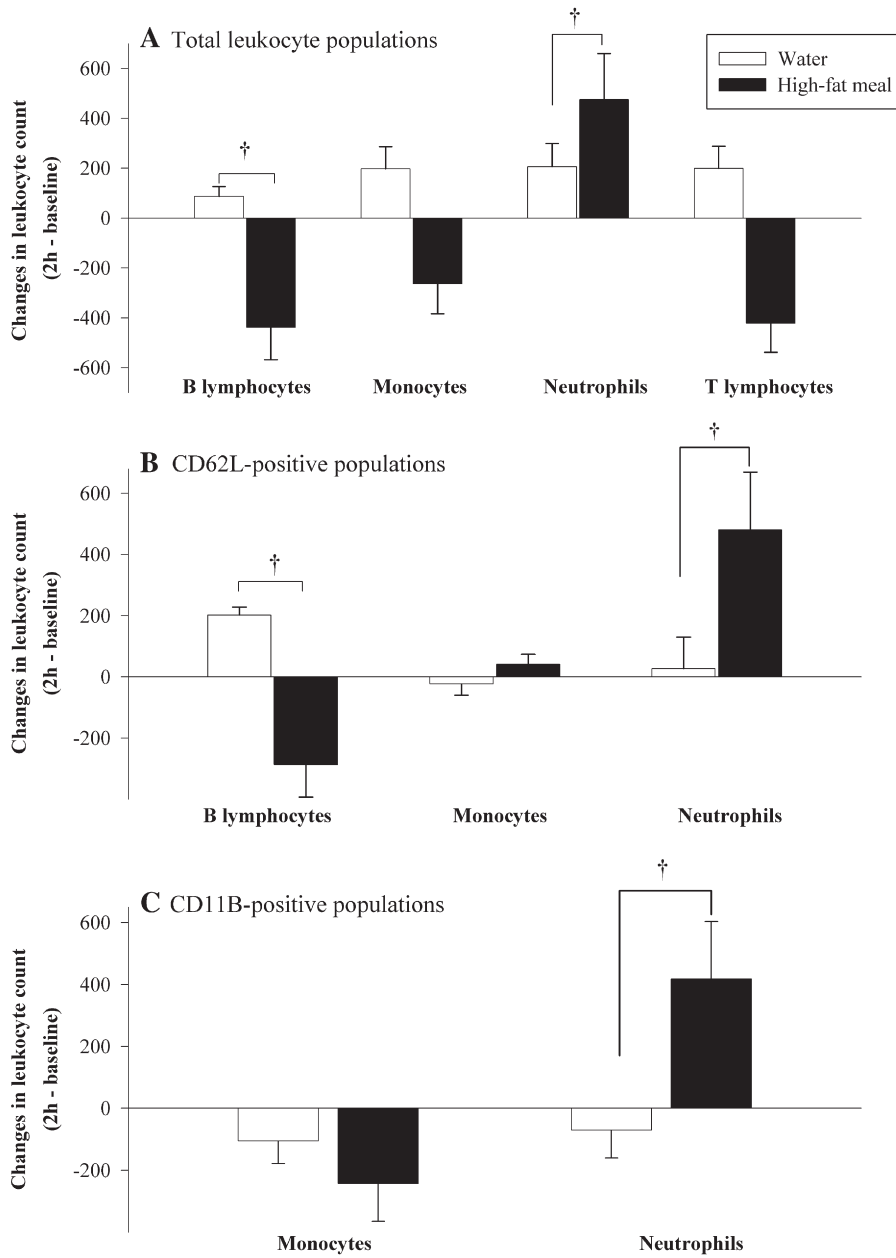 A Total leukocyte populations
†
Water
High-fat meal
Changes in leukocyte count
(2h - baseline)
600
400
200
0
-200
-400
-600
†
B lymphocytes
Monocytes
Neutrophils
T lymphocytes
B CD62L-positive populations
†
Changes in leukocyte count
(2h - baseline)
600
400
200
0
-200
†
B lymphocytes
Monocytes
Neutrophils
C CD11B-positive populations
†
Changes in leukocyte count
(2h - baseline)
600
400
200
0
-200
Monocytes
Neutrophils